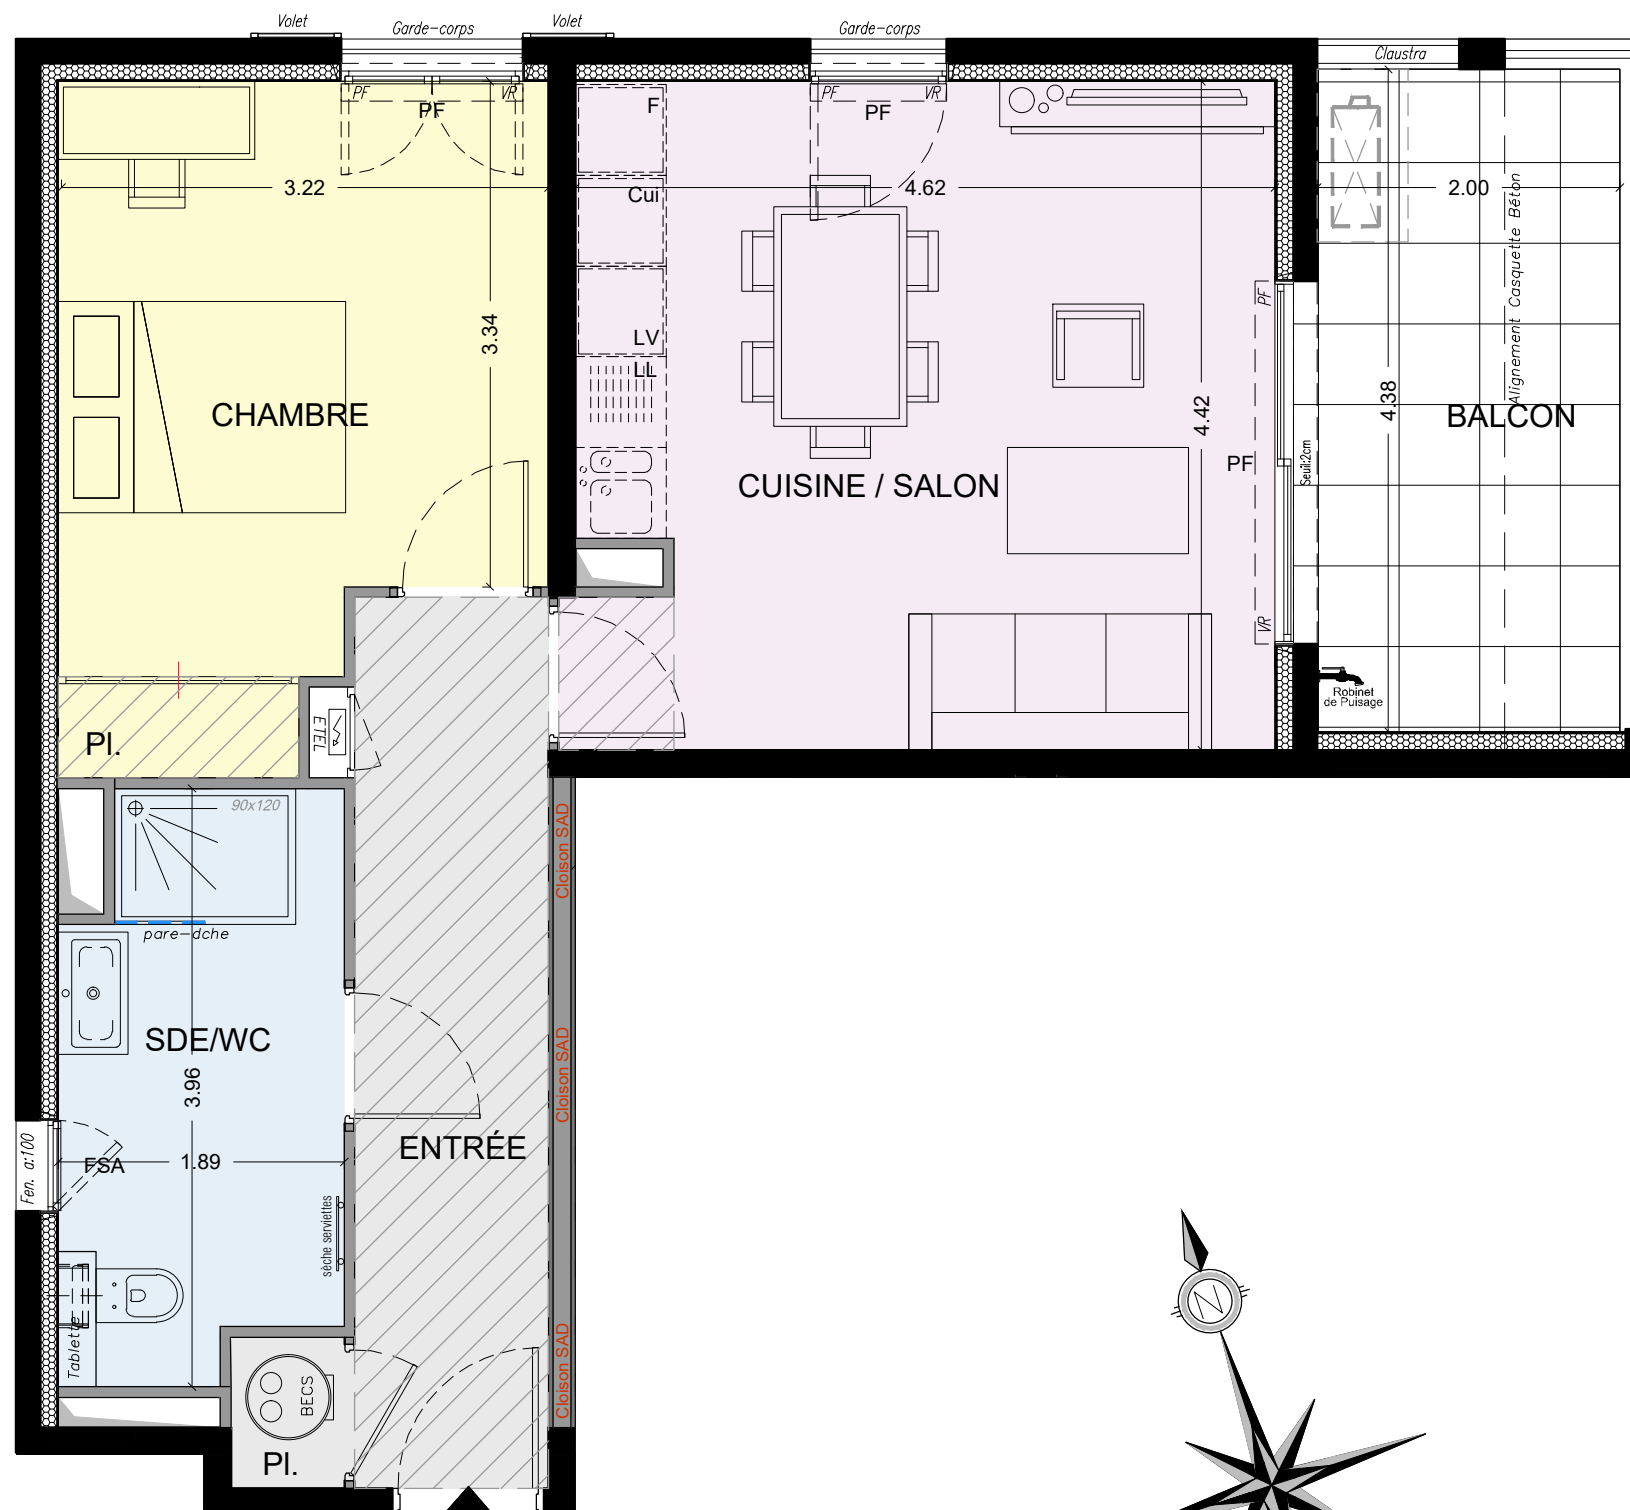 Volet
Garde-corps
Volet
Garde-corps
Claustra
PF
VR
PF
F
PF
VR
PF
3.22
Cui
4.62
2.00
Alignement Casquette Béton
3.34
LV
LL
PF
4.42
4.38
CHAMBRE
BALCON
CUISINE / SALON
PF
Seuil:2cm
VR
Robinet
de Puisage
Pl.
ETEL
90x120
Cloison SAD
pare-dche
SDE/WC
3.96
Cloison SAD
ENTRÉE
Fen. a:100
FSA
1.89
sèche serviettes
Tablette
BECS
Cloison SAD
Pl.
N